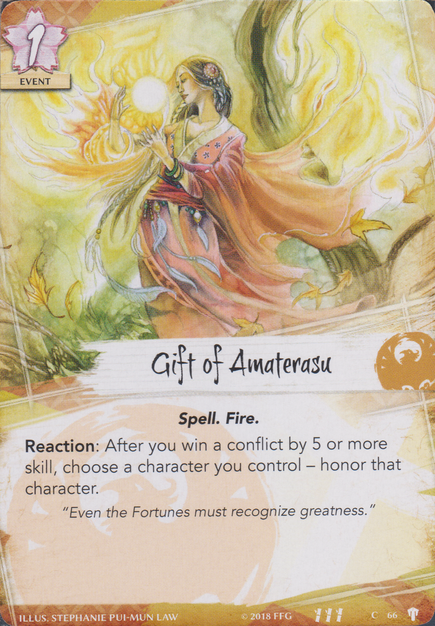 1
EVENT
Gift of Amaterasu
Spell. Fire.
Reaction: After you win a conflict by 5 or more
skill, choose a character you control – honor that
character.
“Even the Fortunes must recognize greatness.”
ILLUS. STEPHANIE PUI-MUN LAW © 2018 FFG C 66